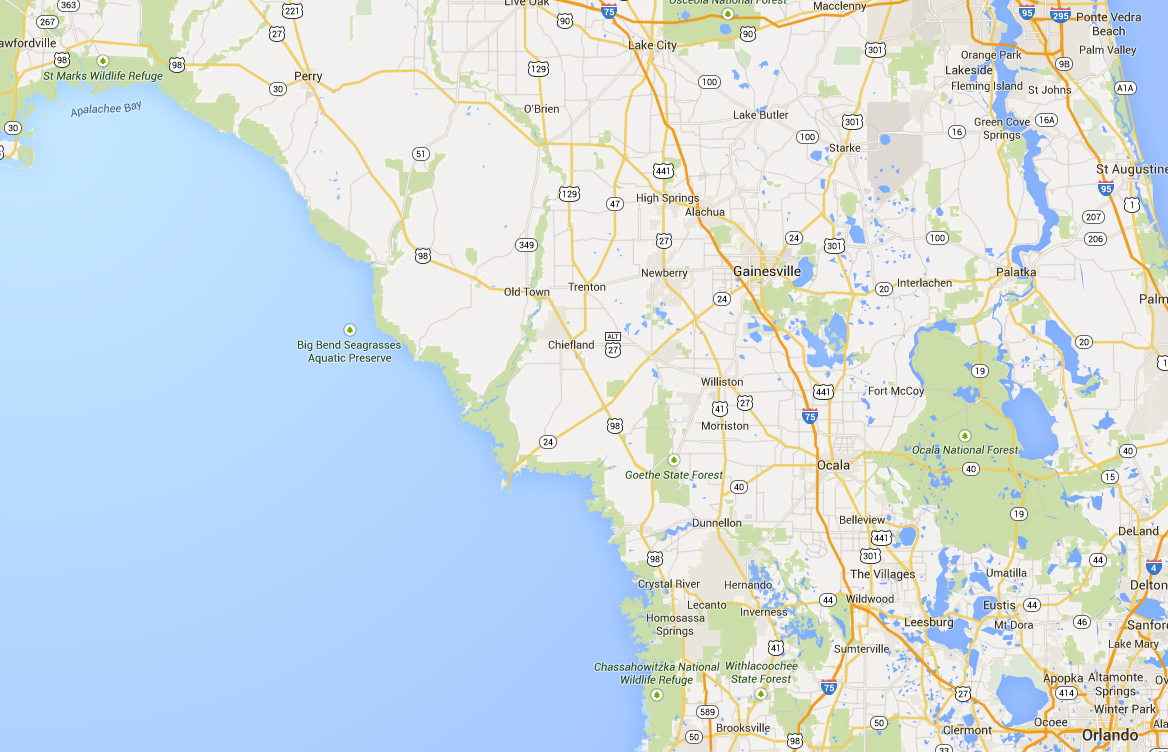 363
221
Live Oak
75
Osceola National Forest
Macclenny
95
295
Ponte Vedra
Beach
267
27
90
90
awfordville
98
98
Lake City
301
Orange Park
Palm Valley
St Marks Wildlife Refuge
Perry
30
129
100
Lakeside
9B
Fleming Island
St Johns
A1A
Apalachee Bay
O'Brien
Lake Butler
301
Green Cove
Springs
16A
30
51
100
Starke
16
441
St Augustine
95
129
47
High Springs
Alachua
1
207
98
349
27
24
301
100
206
Newberry
Gainesville
Palatka
Old Town
Trenton
24
20
Interlachen
Palm
Big Bend Seagrasses
Aquatic Preserve
Chiefland
ALT
27
20
1
19
Williston
441
Fort McCoy
41
27
75
98
Morriston
24
Ocala National Forest
40
Goethe State Forest
Ocala
40
15
40
19
Dunnellon
Belleview
441
DeLand
98
301
44
4
Crystal River
Hernando
The Villages
Umatilla
Delton
Lecanto
Inverness
44
Wildwood
Eustis
44
Homosassa
Springs
Leesburg
Mt Dora
46
Sanford
41
Sumterville
Lake Mary
Chassahowitzka National
Wildlife Refuge
Withlacoochee
State Forest
75
27
Apopka
414
Altamonte
Springs
Ov
589
Winter Park
50
Brooksville
98
50
Clermont
Ocoee
Ala
33
Orlando